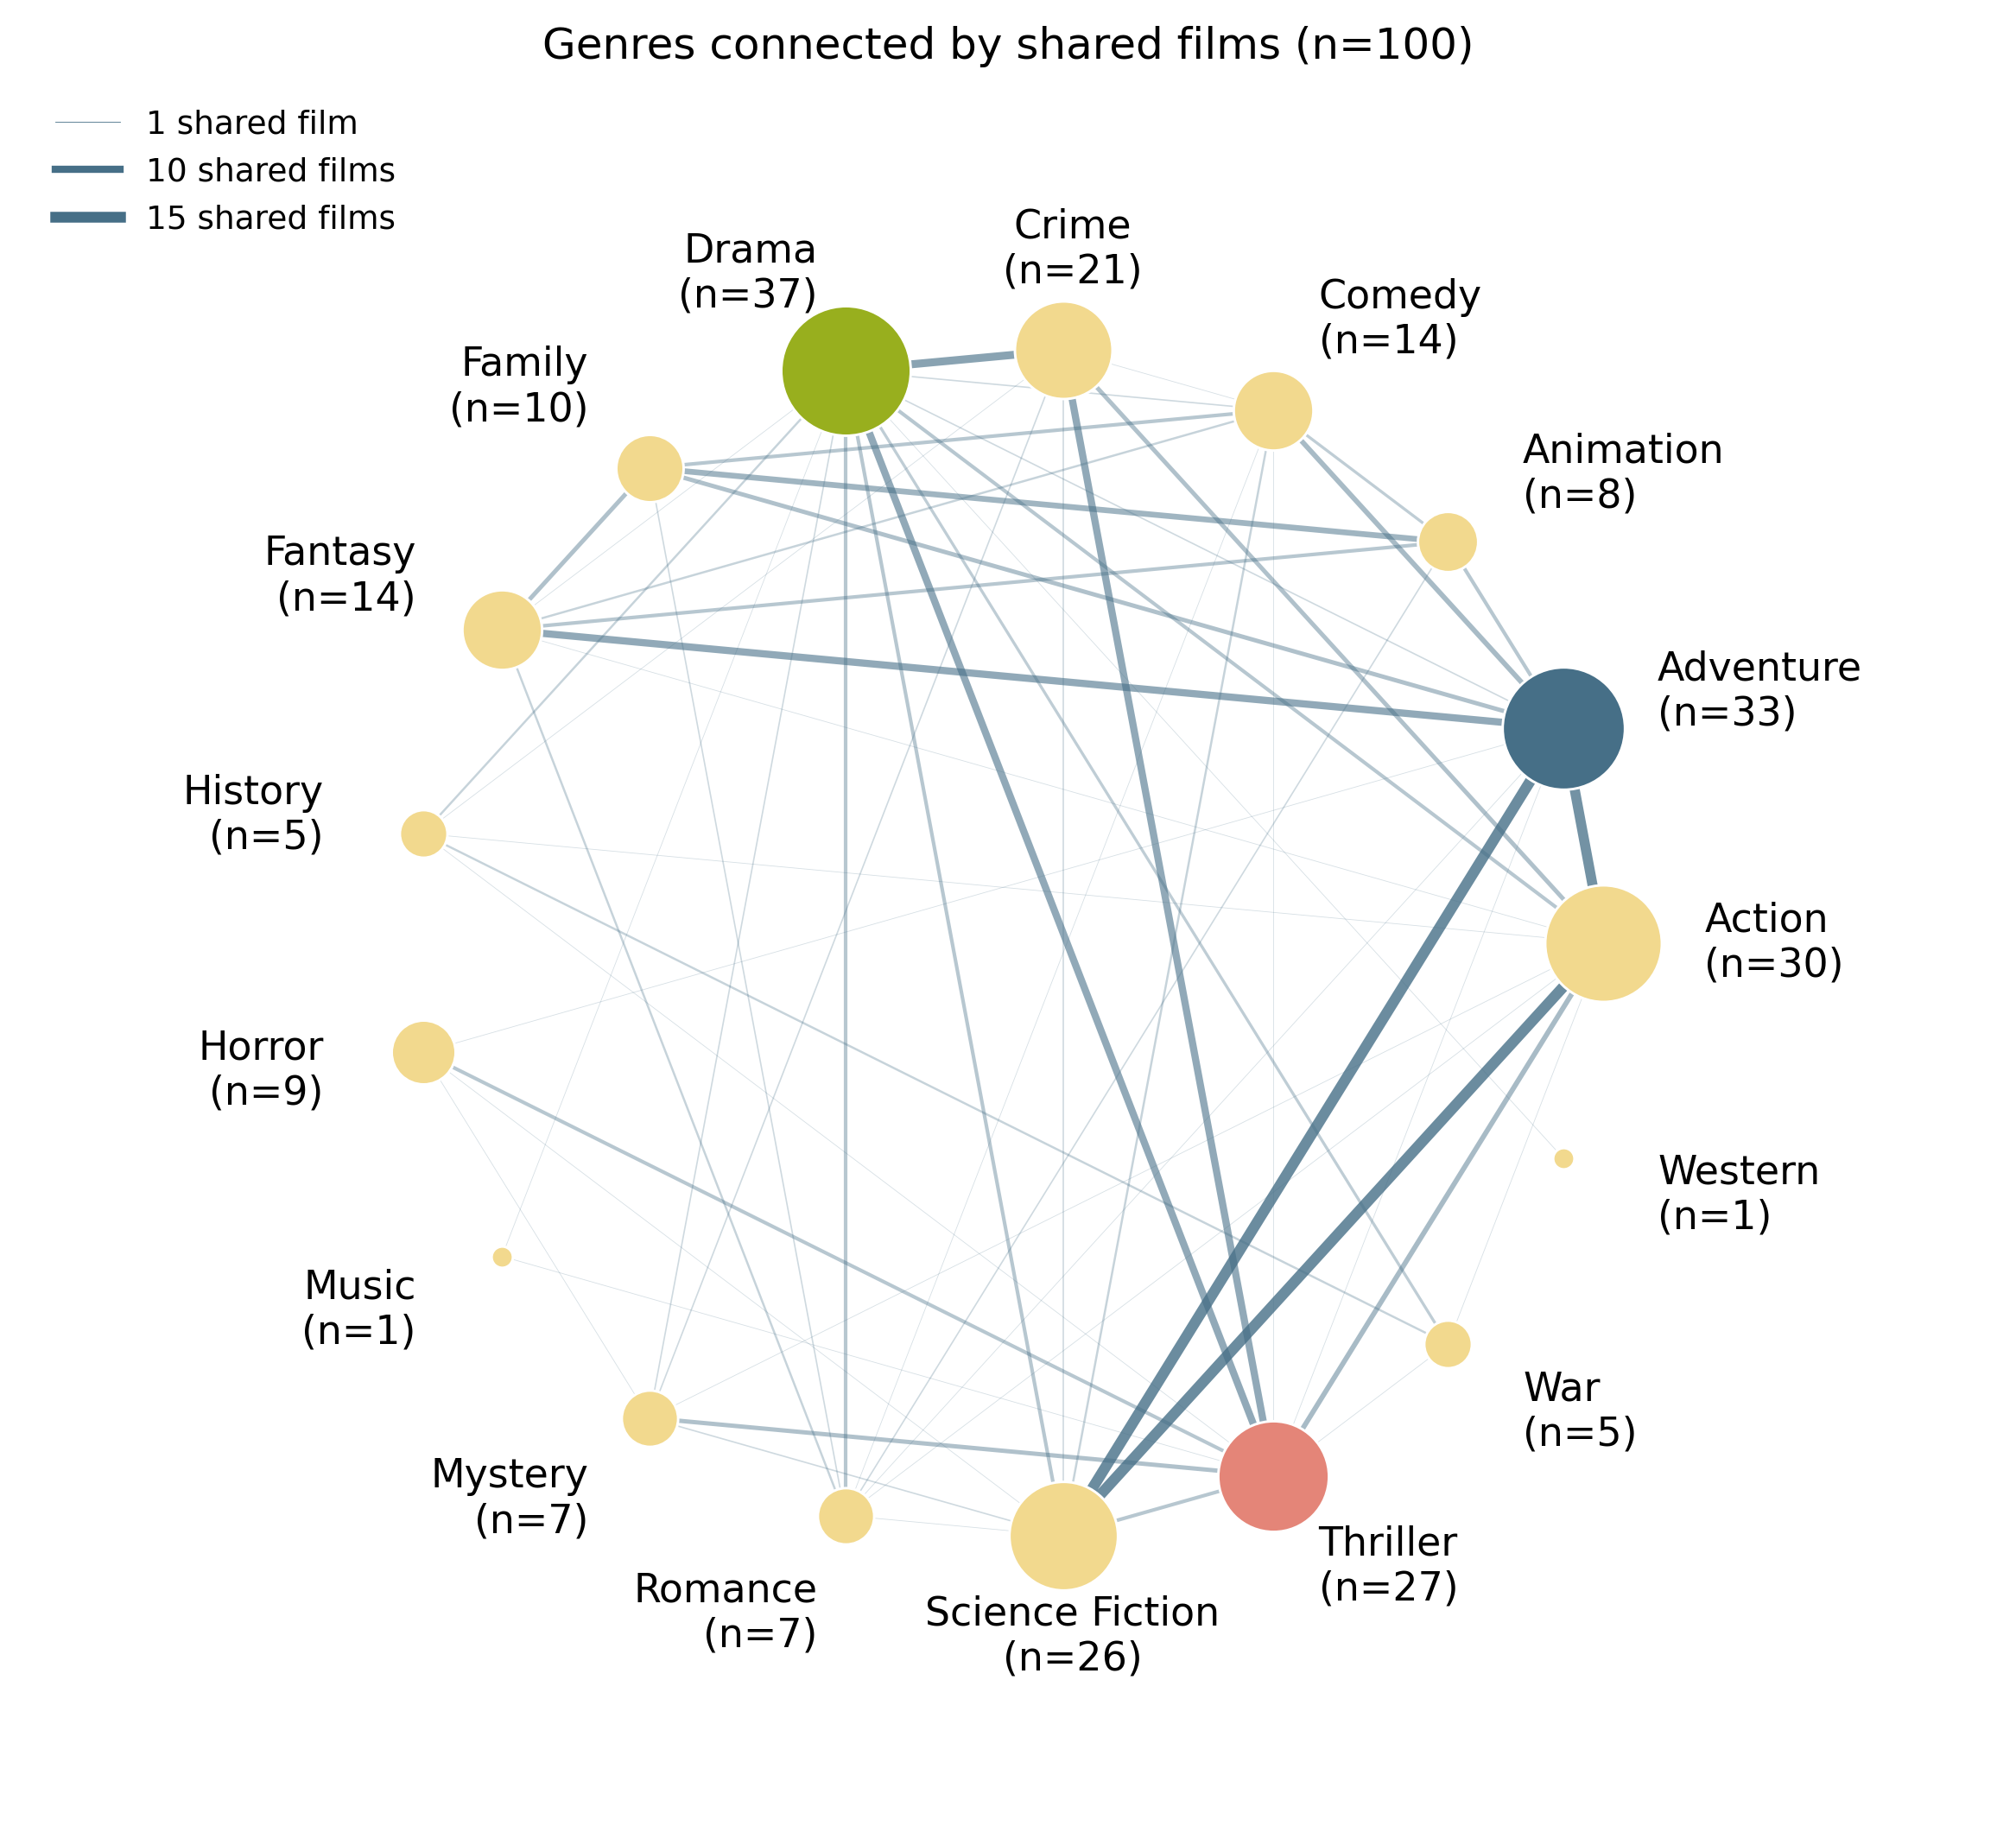 Genres connected by shared films (n=100)
1 shared film
10 shared films
15 shared films
Crime
(n=21)
Drama
(n=37)
Comedy
(n=14)
Family
(n=10)
Animation
(n=8)
Fantasy
(n=14)
Adventure
(n=33)
History
(n=5)
Action
(n=30)
Horror
(n=9)
Western
(n=1)
Music
(n=1)
War
(n=5)
Mystery
(n=7)
Thriller
(n=27)
Romance
(n=7)
Science Fiction
(n=26)